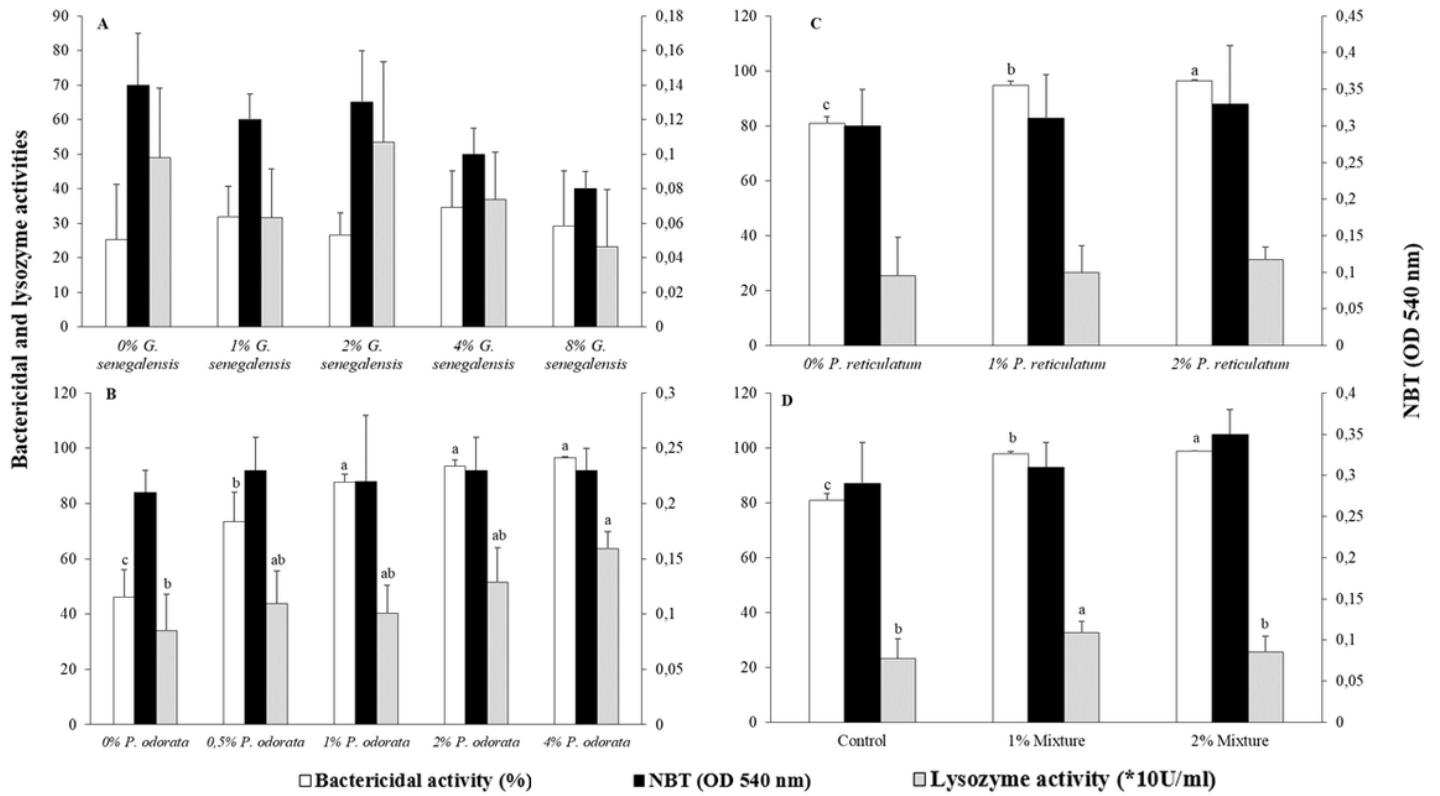 Bactericidal and lysozyme activities
A
90
80
70
60
50
40
30
20
10
0
0,18
0,16
0,14
0,12
0,1
0,08
0,06
0,04
0,02
0
0% G. senegalensis
1% G. senegalensis
2% G. senegalensis
4% G. senegalensis
8% G. senegalensis
C
120
100
80
60
40
20
0
c
b
a
0,45
0,4
0,35
0,3
0,25
0,2
0,15
0,1
0,05
0
0% P. reticulatum
1% P. reticulatum
2% P. reticulatum
B
120
100
80
60
40
20
0
c
b
b
ab
a
ab
a
ab
a
a
0,3
0,25
0,2
0,15
0,1
0,05
0
0% P. odorata
0,5% P. odorata
1% P. odorata
2% P. odorata
4% P. odorata
D
120
100
80
60
40
20
0
c
b
b
a
a
b
0,4
0,35
0,3
0,25
0,2
0,15
0,1
0,05
0
Control
1% Mixture
2% Mixture
NBT (OD 540 nm)
Bactericidal activity (%)
NBT (OD 540 nm)
Lysozyme activity (*10U/ml)